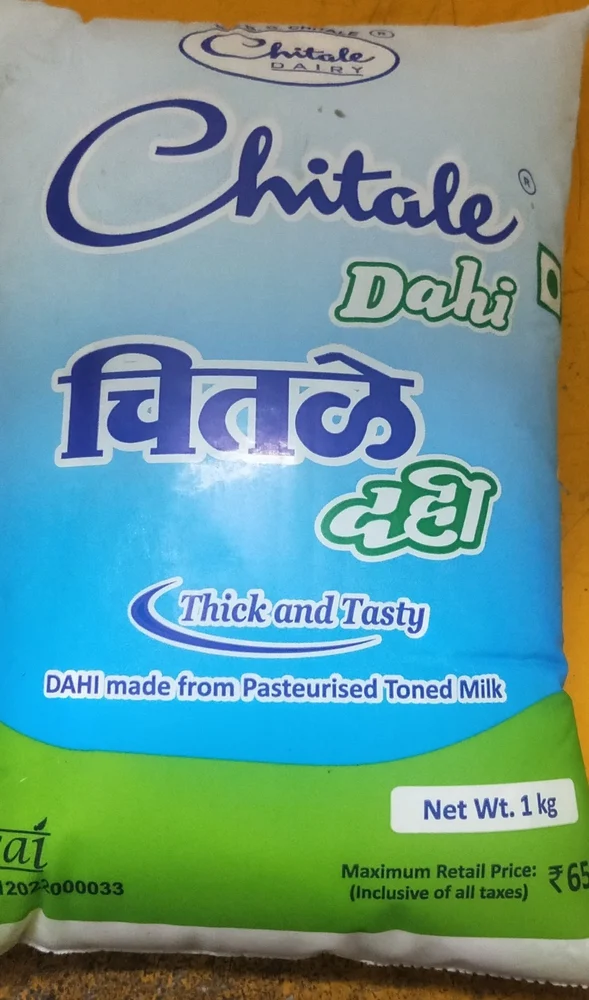 Chitale
DAIRY
Chitale ®
Dahi
चितळे
दही
Thick and Tasty
DAHI made from Pasteurised Toned Milk
Net Wt. 1 kg
Maximum Retail Price: ₹65
(Inclusive of all taxes)